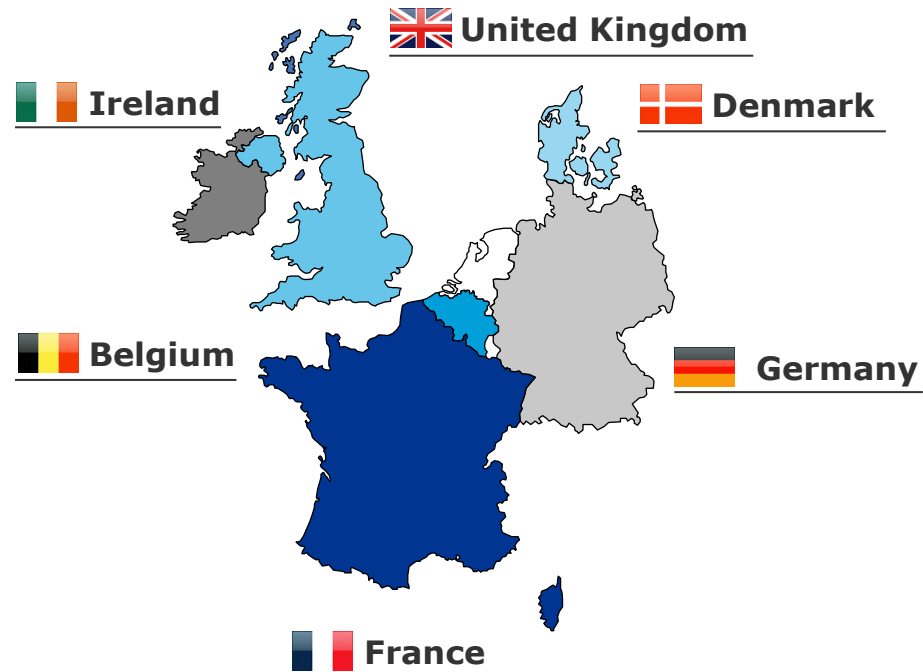 United Kingdom
Ireland
Denmark
Belgium
Germany
France